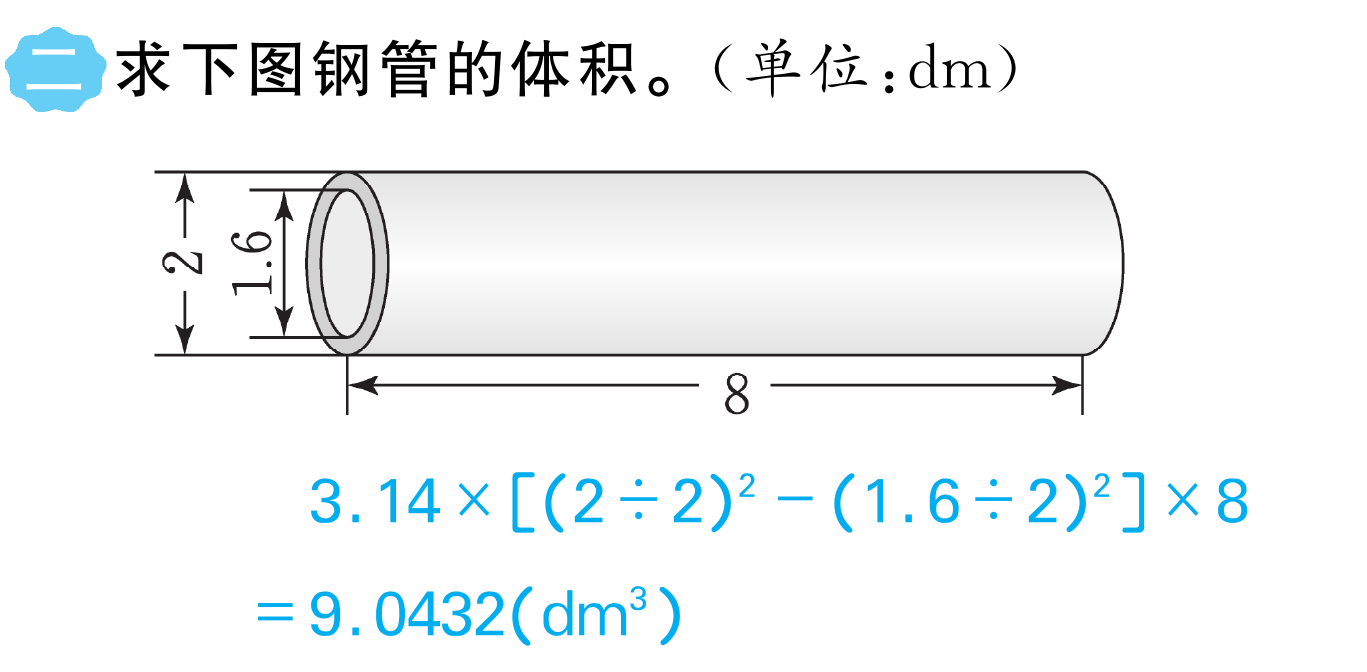 二 求下图钢管的体积。（单位：dm）
2
1.6
8
3.14×[(2÷2)²－(1.6÷2)²]×8
＝9.0432(dm³)